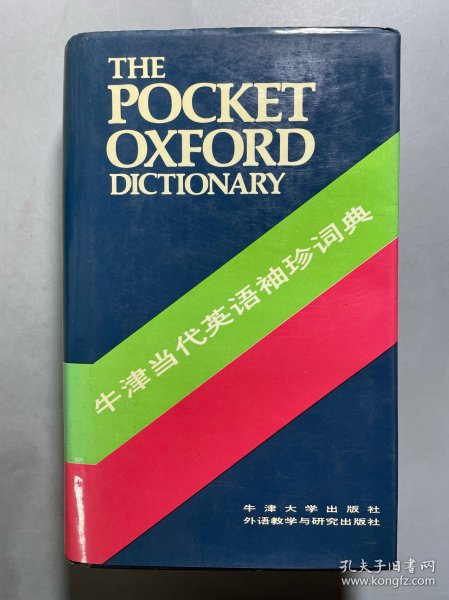 THE
POCKET
OXFORD
DICTIONARY
牛津当代英语袖珍词典
牛津大学出版社
外语教学与研究出版社
孔夫子旧书网
www.kongfz.com